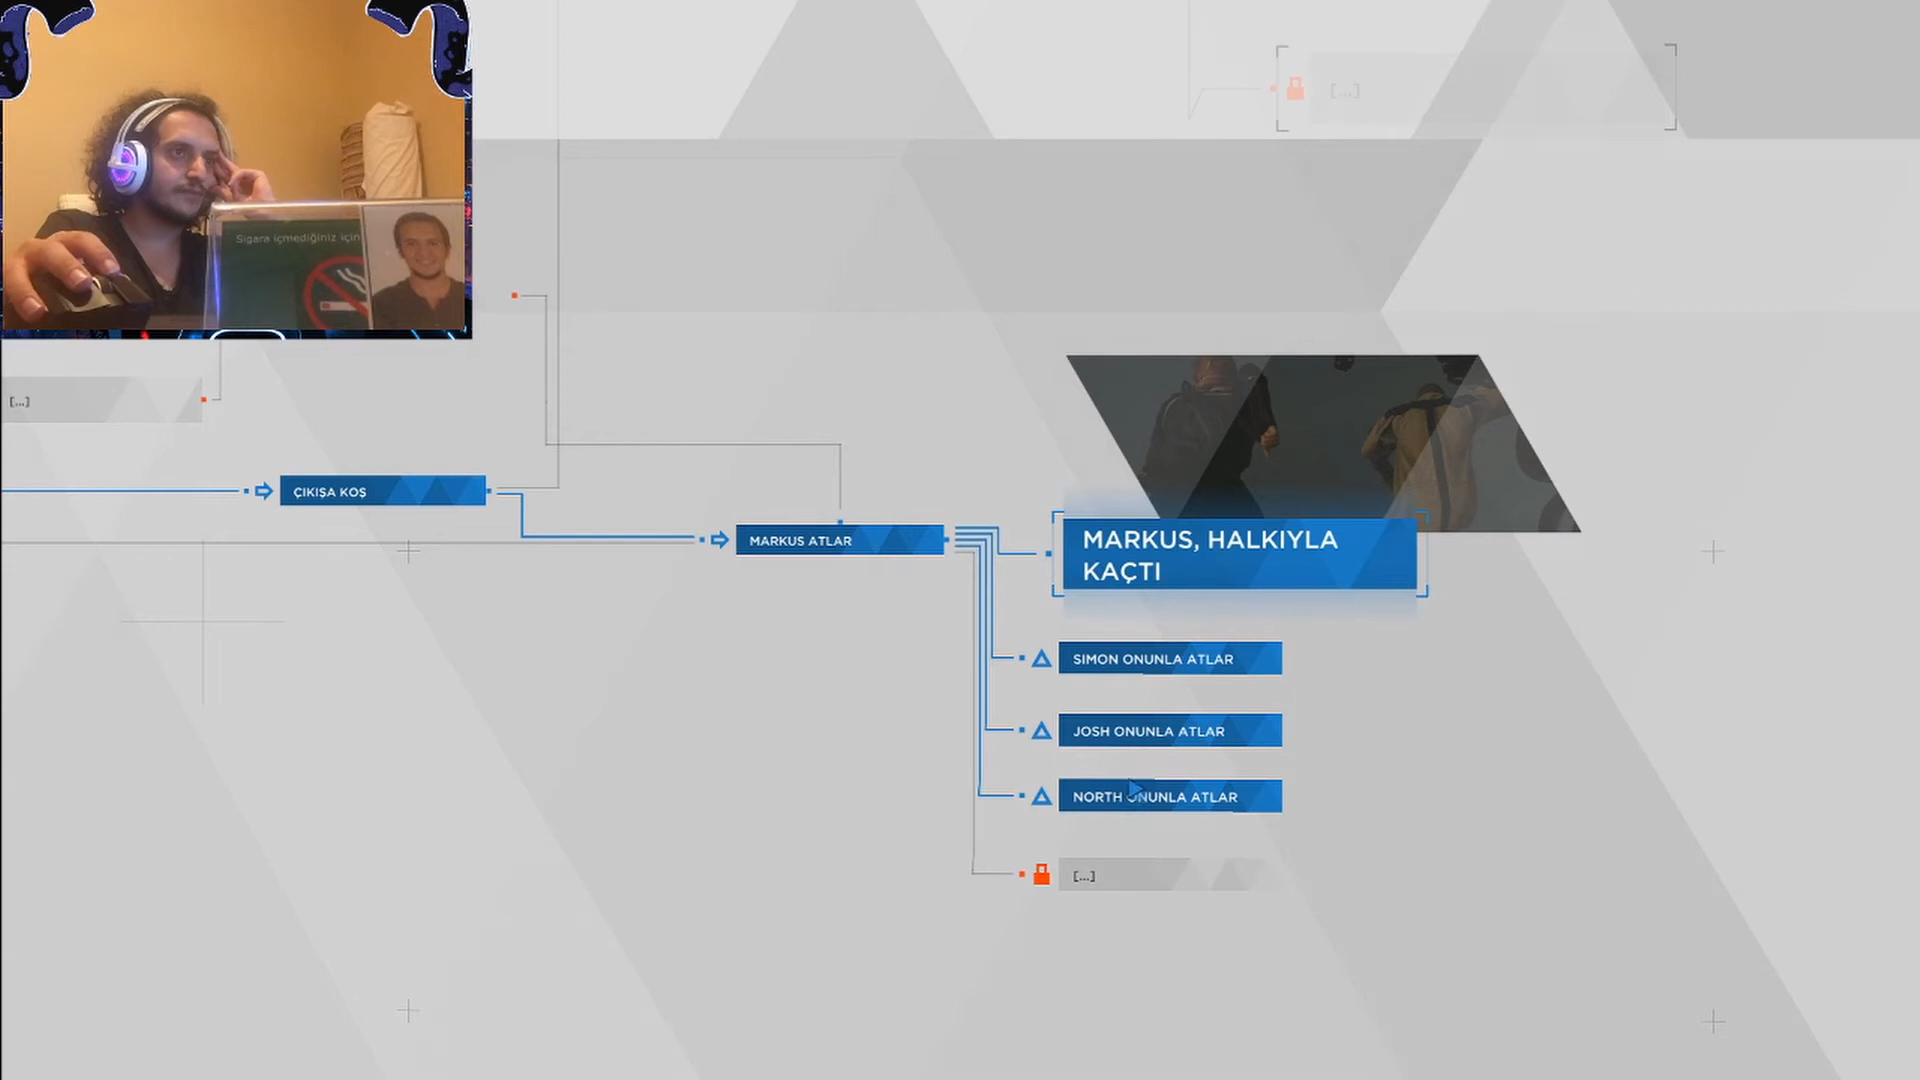 [...]
Sigara içmediğiniz için
[...]
ÇIKIŞA KOŞ
MARKUS ATLAR
MARKUS, HALKIYLA
KAÇTI
SIMON ONUNLA ATLAR
JOSH ONUNLA ATLAR
NORTH ONUNLA ATLAR
[...]